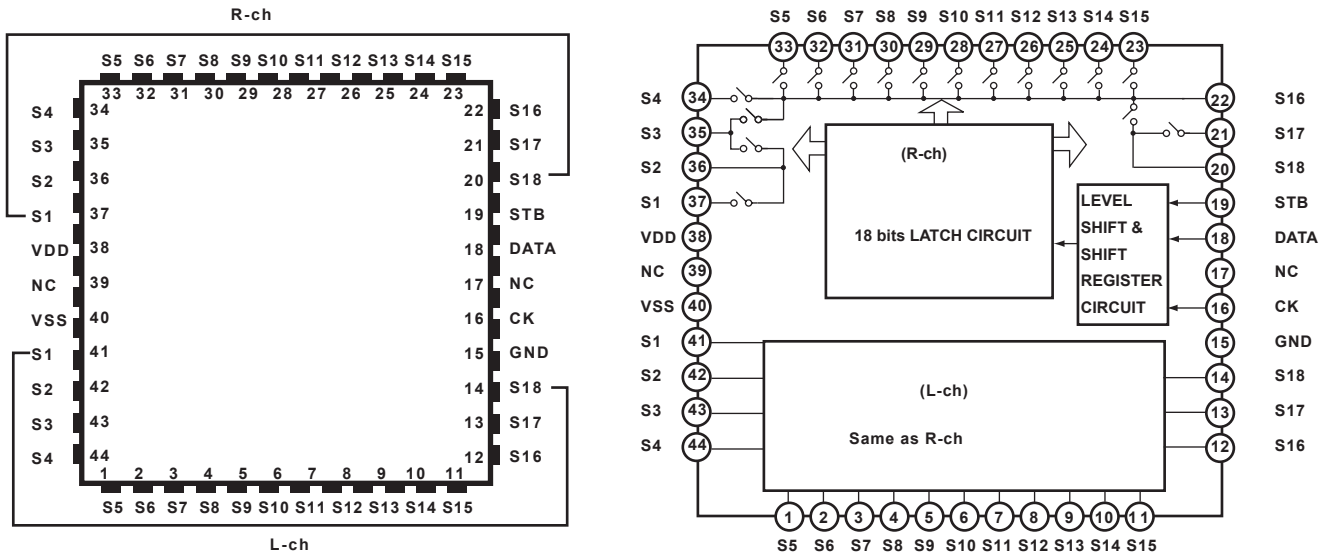 R-ch
S5 S6 S7 S8 S9 S10 S11 S12 S13 S14 S15
33 32 31 30 29 28 27 26 25 24 23
S4 34 22 S16
S3 35 21 S17
S2 36 20 S18
S1 37 19 STB
VDD 38 18 DATA
NC 39 17 NC
VSS 40 16 CK
S1 41 15 GND
S2 42 14 S18
S3 43 13 S17
S4 44 12 S16
1 2 3 4 5 6 7 8 9 10 11
S5 S6 S7 S8 S9 S10 S11 S12 S13 S14 S15
L-ch
S5 S6 S7 S8 S9 S10 S11 S12 S13 S14 S15
33 32 31 30 29 28 27 26 25 24 23
S4 34 22 S16
S3 35 21 S17
S2 36 20 S18
S1 37 19 STB
VDD 38 18 DATA
NC 39 17 NC
VSS 40 16 CK
(R-ch)
18 bits LATCH CIRCUIT
LEVEL
SHIFT &
SHIFT
REGISTER
CIRCUIT
S1 41 15 GND
S2 42 14 S18
S3 43 13 S17
S4 44 12 S16
(L-ch)
Same as R-ch
1 2 3 4 5 6 7 8 9 10 11
S5 S6 S7 S8 S9 S10 S11 S12 S13 S14 S15